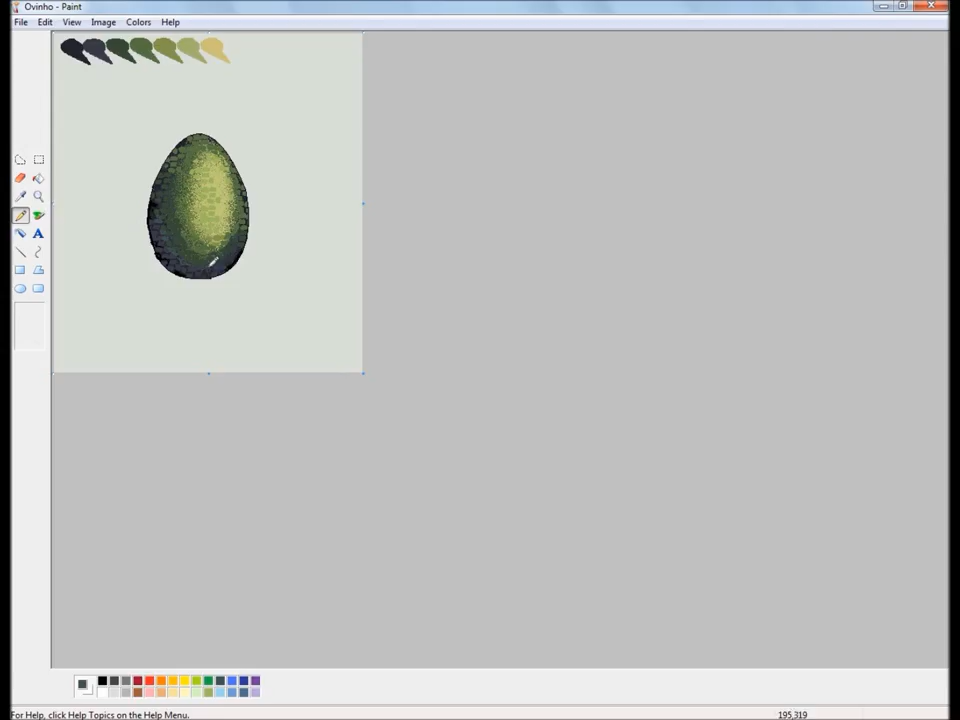 Ovinho - Paint
File Edit View Image Colors Help
A
For Help, click Help Topics on the Help Menu. 195,319